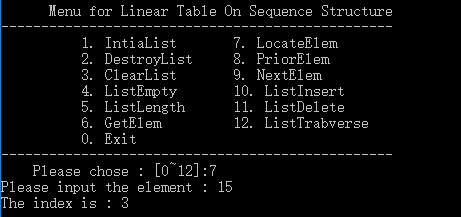 Menu for Linear Table On Sequence Structure
-------------------------------------------------
1. IntiaList 7. LocateElem
2. DestroyList 8. PriorElem
3. ClearList 9. NextElem
4. ListEmpty 10. ListInsert
5. ListLength 11. ListDelete
6. GetElem 12. ListTrabverse
0. Exit
-------------------------------------------------
Please chose : [0~12]:7
Please input the element : 15
The index is : 3